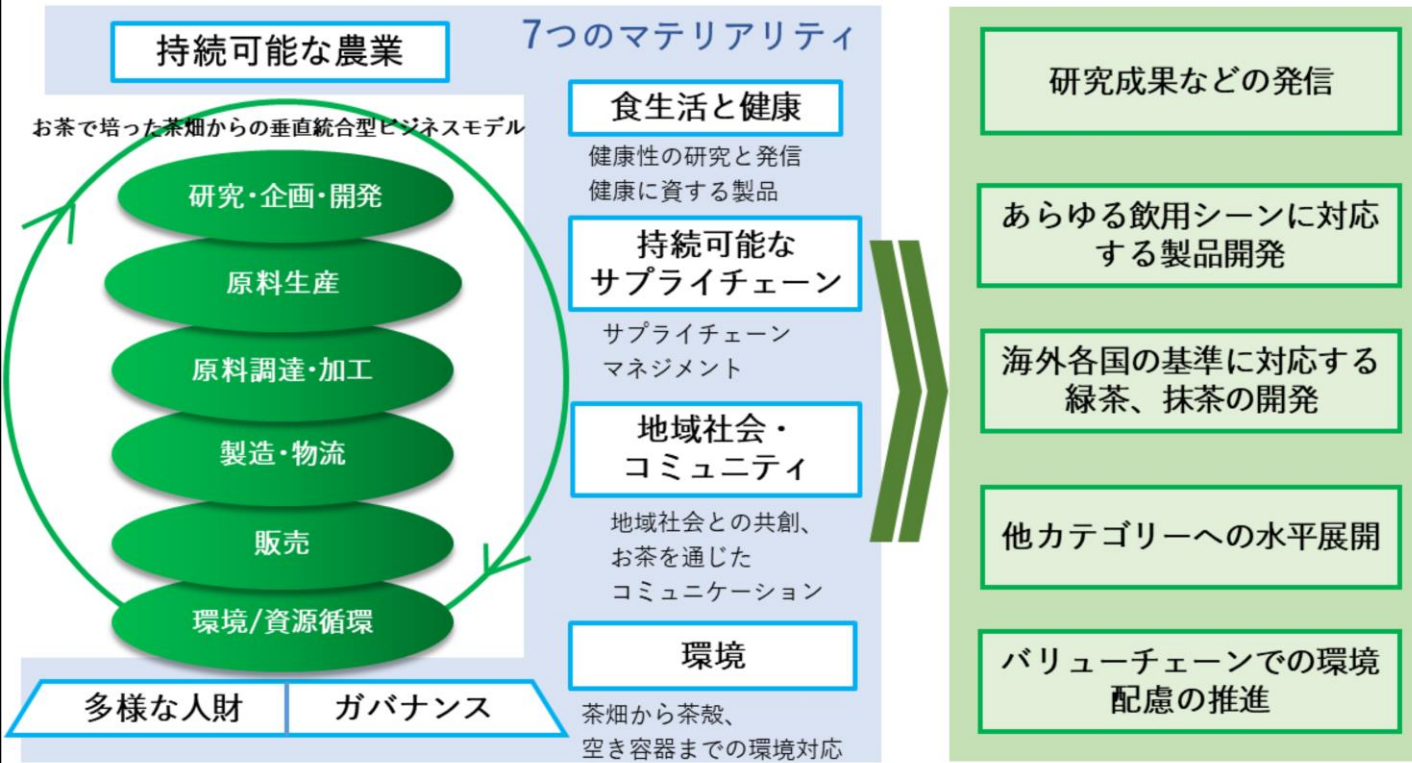 持続可能な農業
お茶で培った茶畑からの垂直統合型ビジネスモデル
研究・企画・開発
原料生産
原料調達・加工
製造・物流
販売
環境/資源循環
多様な人財
ガバナンス
7つのマテリアリティ
食生活と健康
健康性の研究と発信
健康に資する製品
持続可能な
サプライチェーン
サプライチェーン
マネジメント
地域社会・
コミュニティ
地域社会との共創、
お茶を通じた
コミュニケーション
環境
茶畑から茶殻、
空き容器までの環境対応
研究成果などの発信
あらゆる飲用シーンに対応
する製品開発
海外各国の基準に対応する
緑茶、抹茶の開発
他カテゴリーへの水平展開
バリューチェーンでの環境
配慮の推進